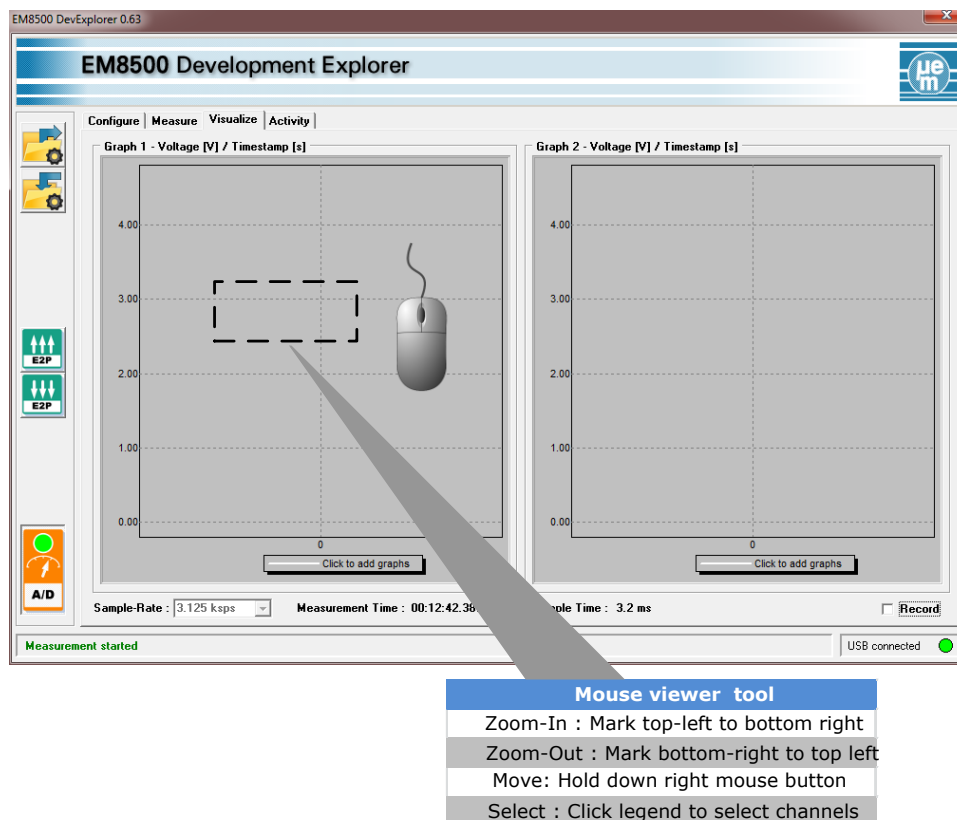 EM8500 DevExplorer 0.63
x
EM8500 Development Explorer
μe
m
Configure Measure Visualize Activity
Graph 1 - Voltage [V] / Timestamp [s]
4.00
3.00
2.00
1.00
0.00
0
Click to add graphs
Graph 2 - Voltage [V] / Timestamp [s]
4.00
3.00
2.00
1.00
0.00
0
Click to add graphs
E2P
E2P
A/D
Sample-Rate : 3.125 ksps Measurement Time : 00:12:42.38 Time : 3.2 ms Record
Measurement started USB connected
Mouse viewer tool
Zoom-In : Mark top-left to bottom right
Zoom-Out : Mark bottom-right to top left
Move: Hold down right mouse button
Select : Click legend to select channels